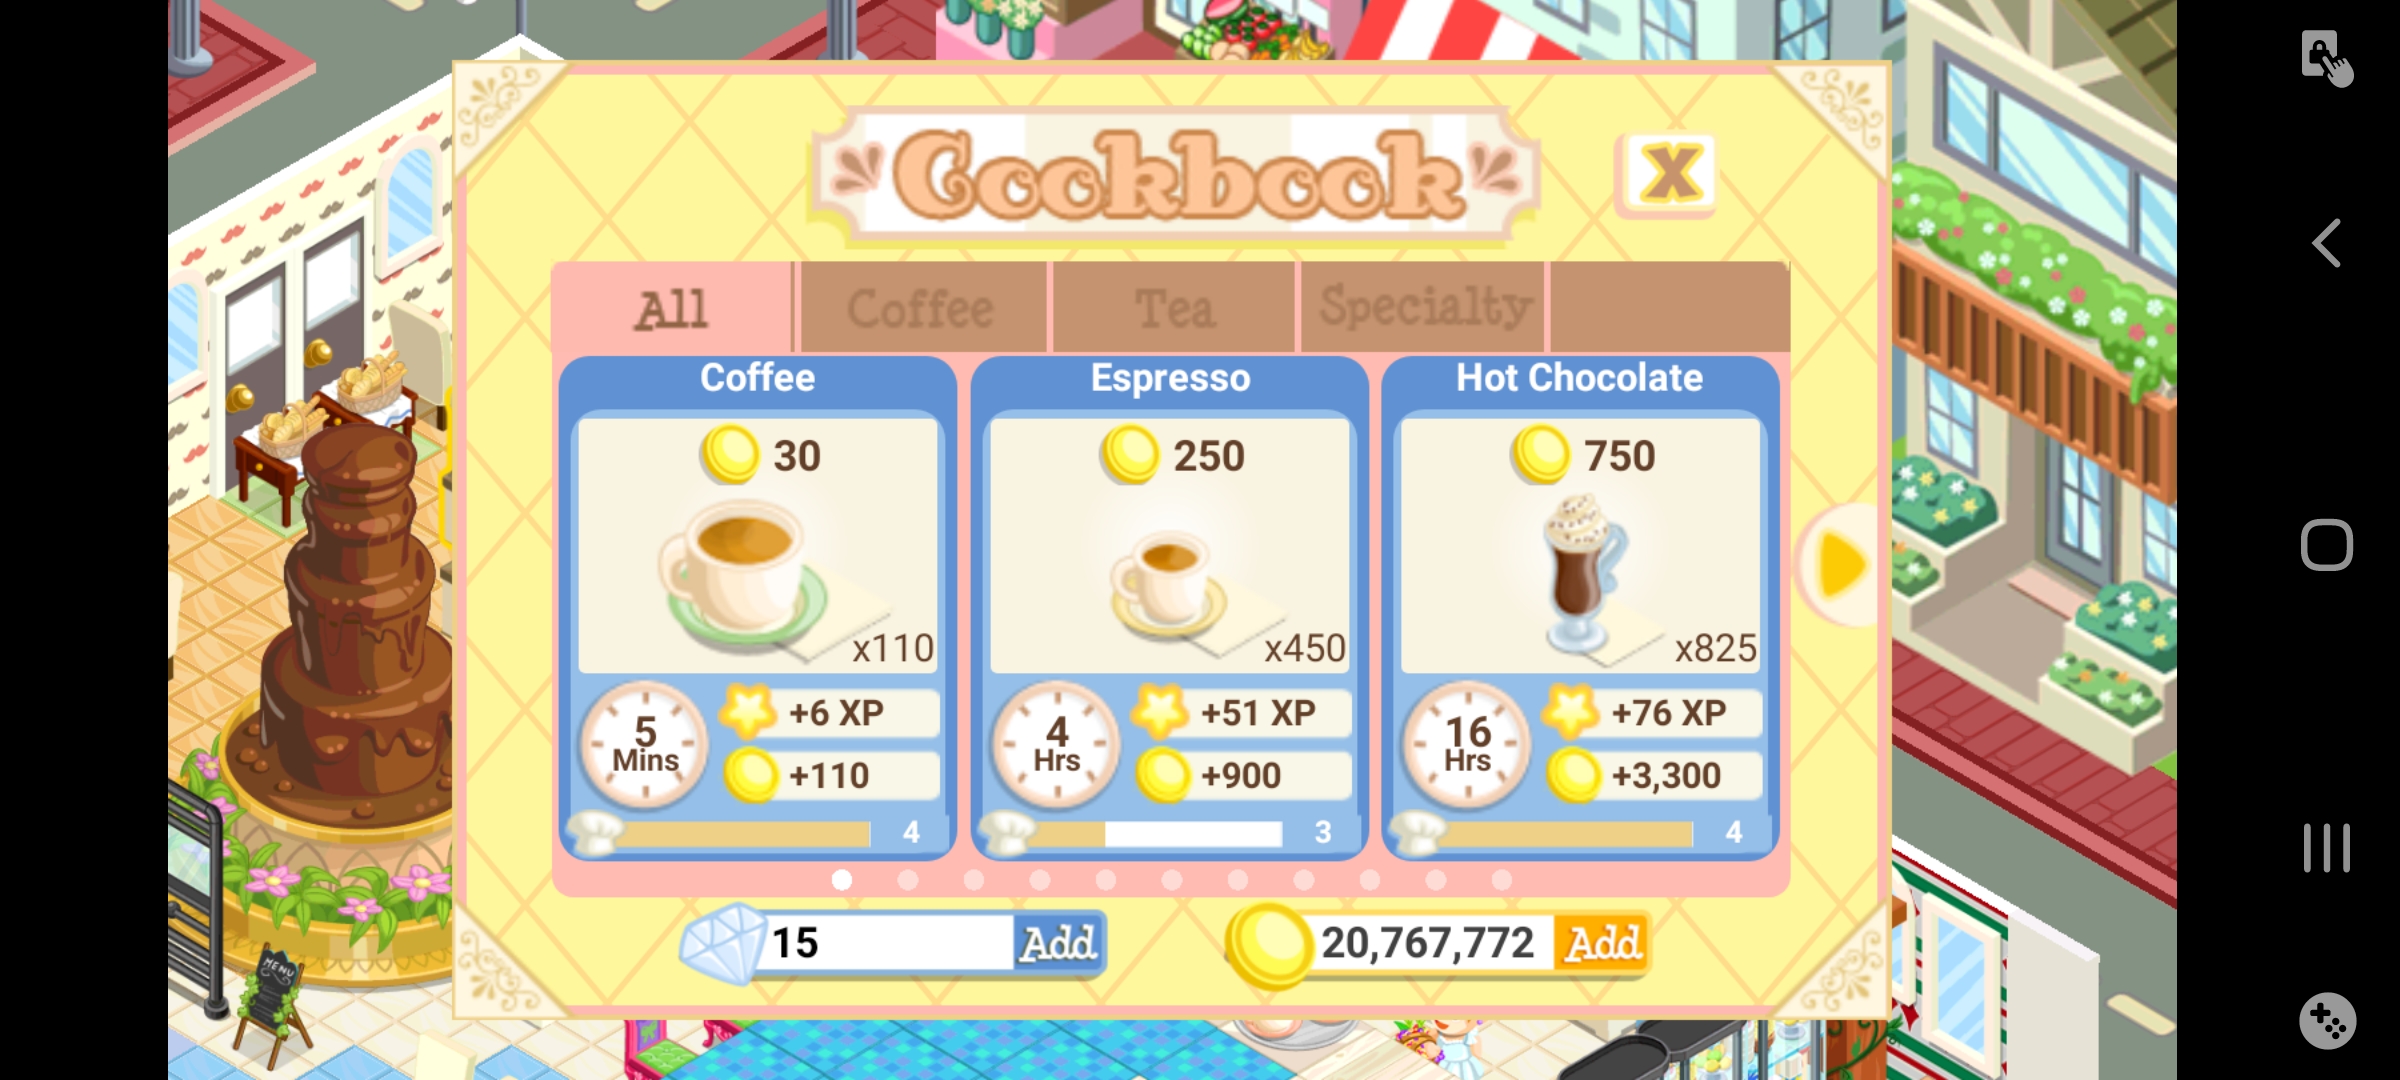 Cookbook
X
All Coffee Tea Specialty
Coffee Espresso Hot Chocolate
30 250 750
x110 x450 x825
5 Mins +6 XP +110
4 Hrs +51 XP +900
16 Hrs +76 XP +3,300
4 3 4
15 Add 20,767,772 Add
MENU